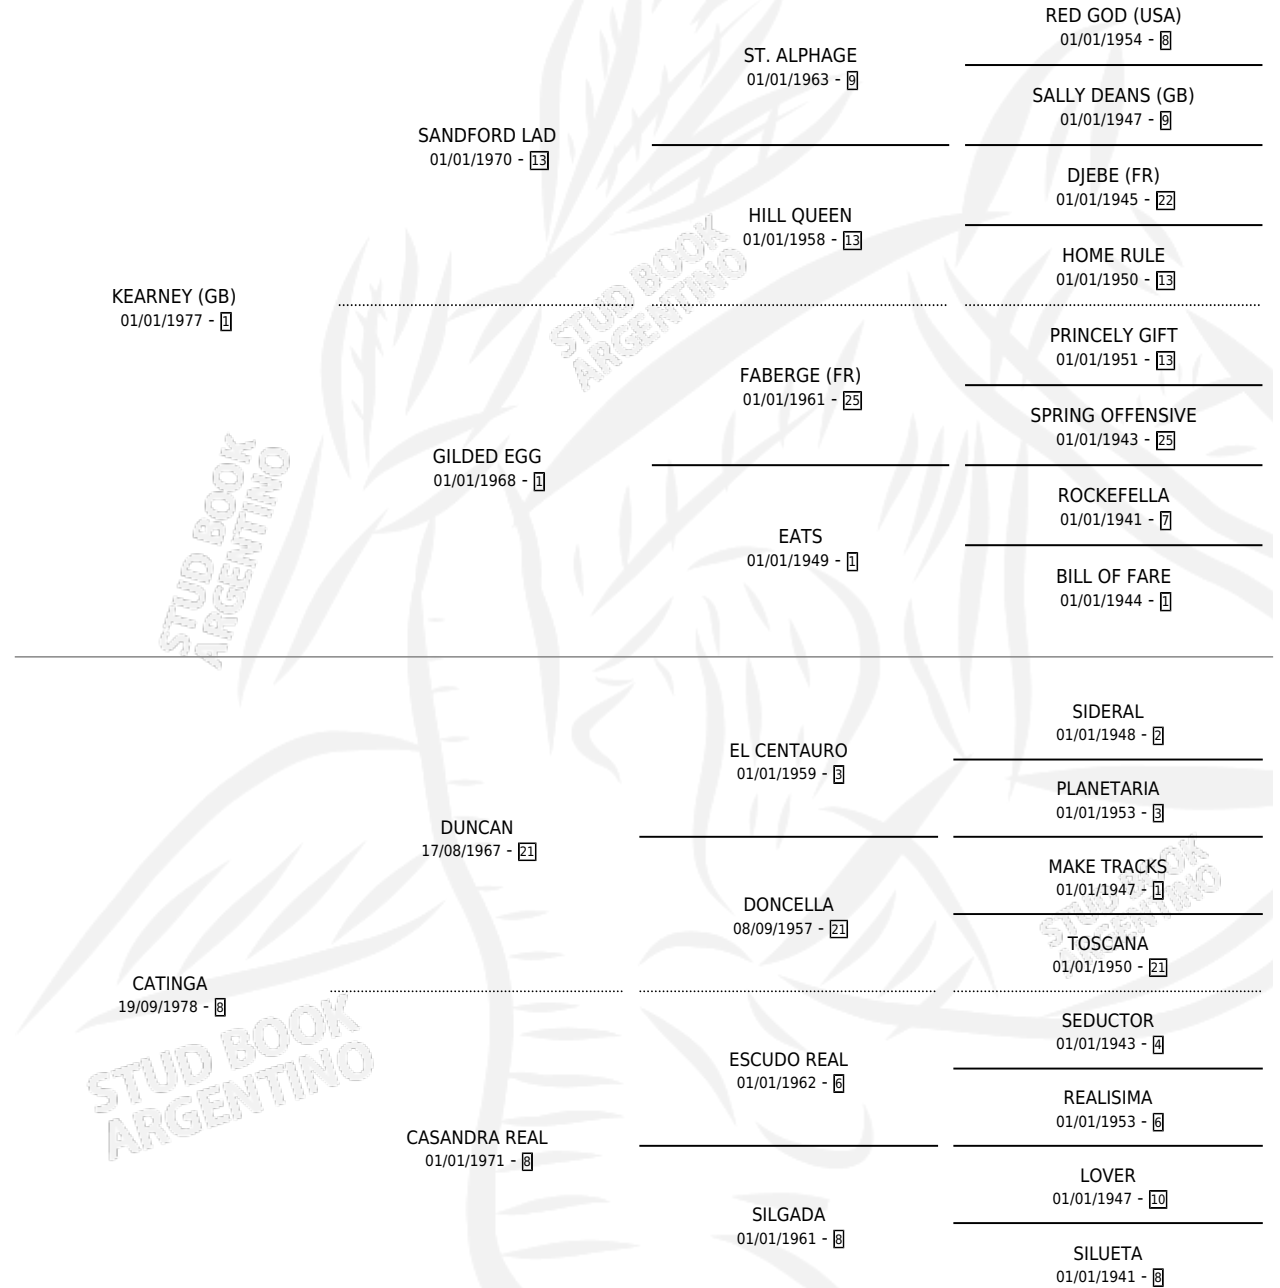 RED GOD (USA)
01/01/1954 - 8
ST. ALPHAGE
01/01/1963 - 9
SALLY DEANS (GB)
01/01/1947 - 9
SANDFORD LAD
01/01/1970 - 13
DJEBE (FR)
01/01/1945 - 22
HILL QUEEN
01/01/1958 - 13
HOME RULE
01/01/1950 - 13
KEARNEY (GB)
01/01/1977 - 1
PRINCELY GIFT
01/01/1951 - 13
FABERGE (FR)
01/01/1961 - 25
SPRING OFFENSIVE
01/01/1943 - 25
GILDED EGG
01/01/1968 - 1
ROCKEFELLA
01/01/1941 - 7
EATS
01/01/1949 - 1
BILL OF FARE
01/01/1944 - 1
STUD BOOK
ARGENTINO
STUD BOOK
ARGENTINO
SIDERAL
01/01/1948 - 2
EL CENTAURO
01/01/1959 - 3
PLANETARIA
01/01/1953 - 3
DUNCAN
17/08/1967 - 21
MAKE TRACKS
01/01/1947 - 1
DONCELLA
08/09/1957 - 21
TOSCANA
01/01/1950 - 21
CATINGA
19/09/1978 - 8
SEDUCTOR
01/01/1943 - 4
ESCUDO REAL
01/01/1962 - 6
REALISIMA
01/01/1953 - 6
CASANDRA REAL
01/01/1971 - 8
LOVER
01/01/1947 - 10
SILGADA
01/01/1961 - 8
SILUETA
01/01/1941 - 8
STUD BOOK
ARGENTINO
STUD BOOK
ARGENTINO